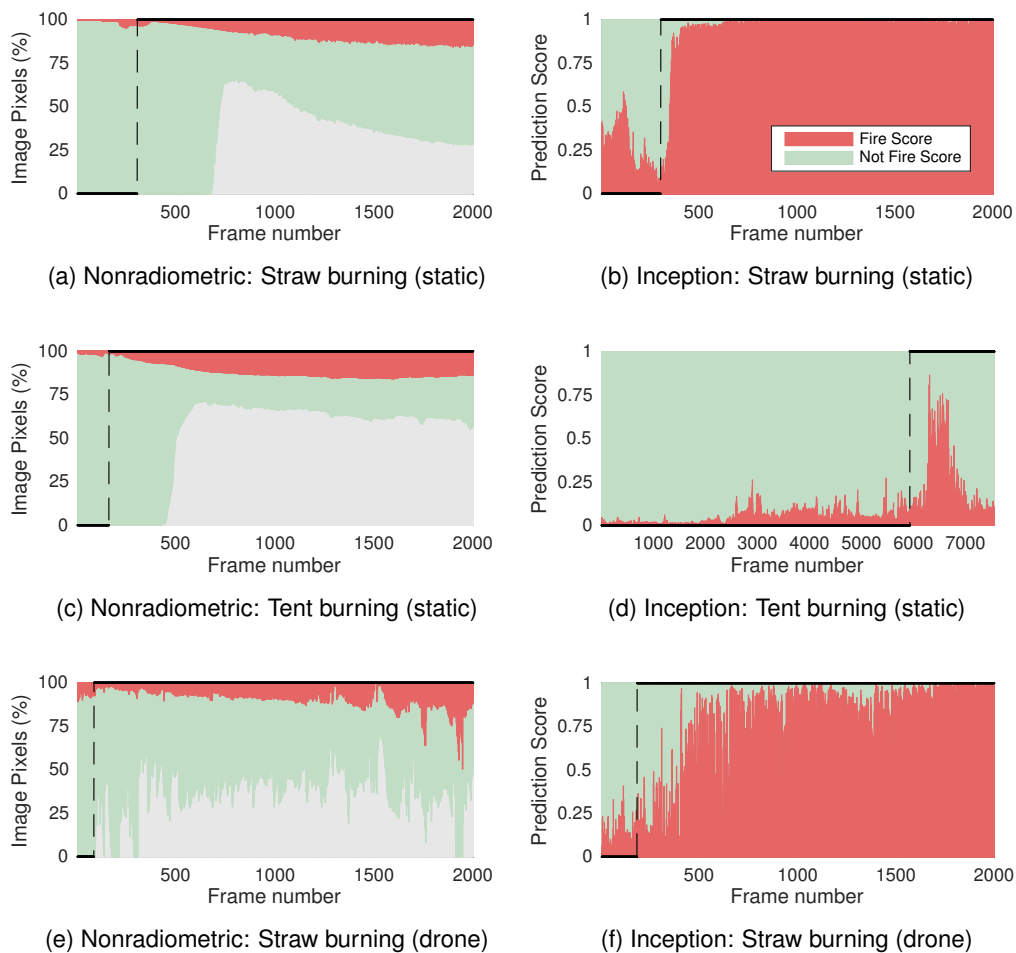 100
75
50
25
0
Image Pixels (%)
500 1000 1500 2000
Frame number
(a) Nonradiometric: Straw burning (static)
1
0.75
0.5
0.25
0
Prediction Score
Fire Score
Not Fire Score
500 1000 1500 2000
Frame number
(b) Inception: Straw burning (static)
100
75
50
25
0
Image Pixels (%)
500 1000 1500 2000
Frame number
(c) Nonradiometric: Tent burning (static)
1
0.75
0.5
0.25
0
Prediction Score
1000 2000 3000 4000 5000 6000 7000
Frame number
(d) Inception: Tent burning (static)
100
75
50
25
0
Image Pixels (%)
500 1000 1500 2000
Frame number
(e) Nonradiometric: Straw burning (drone)
1
0.75
0.5
0.25
0
Prediction Score
500 1000 1500 2000
Frame number
(f) Inception: Straw burning (drone)